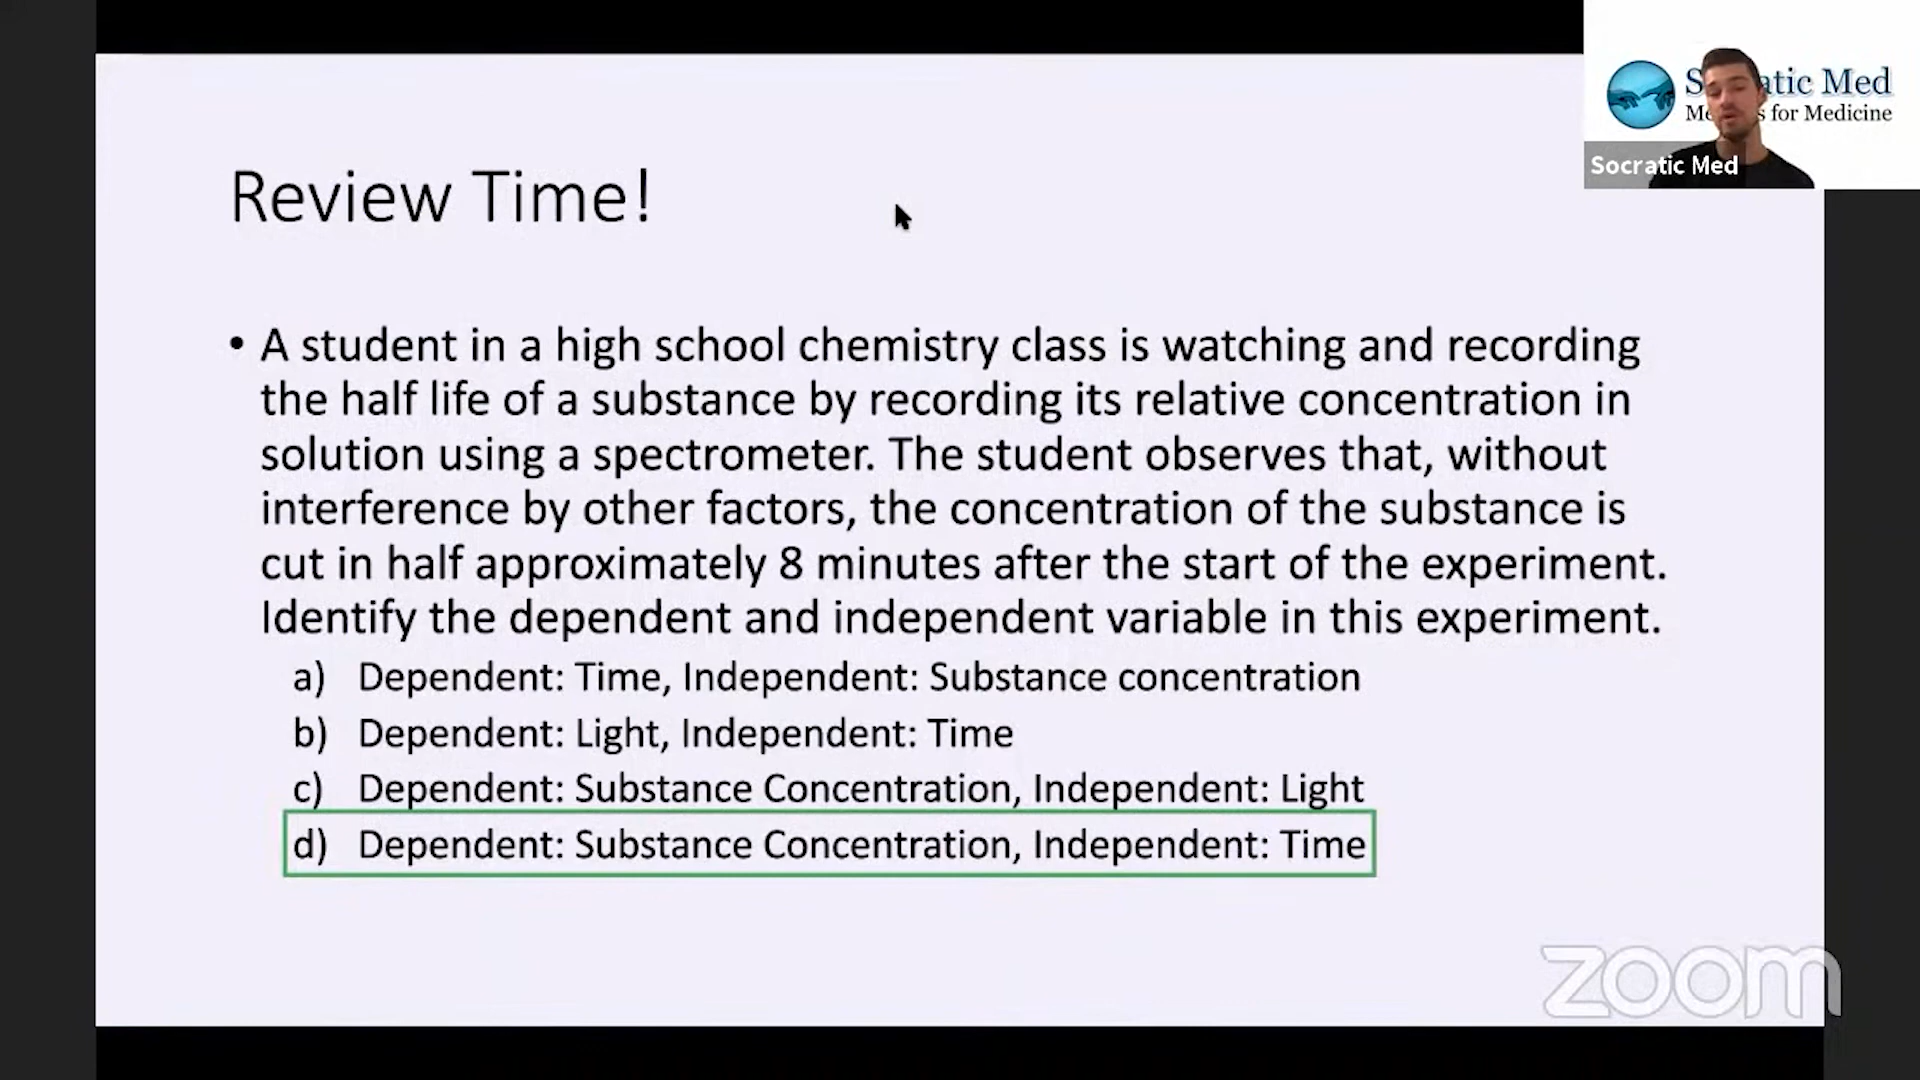 S atic Med
Me s for Medicine
Socratic Med
Review Time!
• A student in a high school chemistry class is watching and recording
the half life of a substance by recording its relative concentration in
solution using a spectrometer. The student observes that, without
interference by other factors, the concentration of the substance is
cut in half approximately 8 minutes after the start of the experiment.
Identify the dependent and independent variable in this experiment.
a) Dependent: Time, Independent: Substance concentration
b) Dependent: Light, Independent: Time
c) Dependent: Substance Concentration, Independent: Light
d) Dependent: Substance Concentration, Independent: Time
zoom